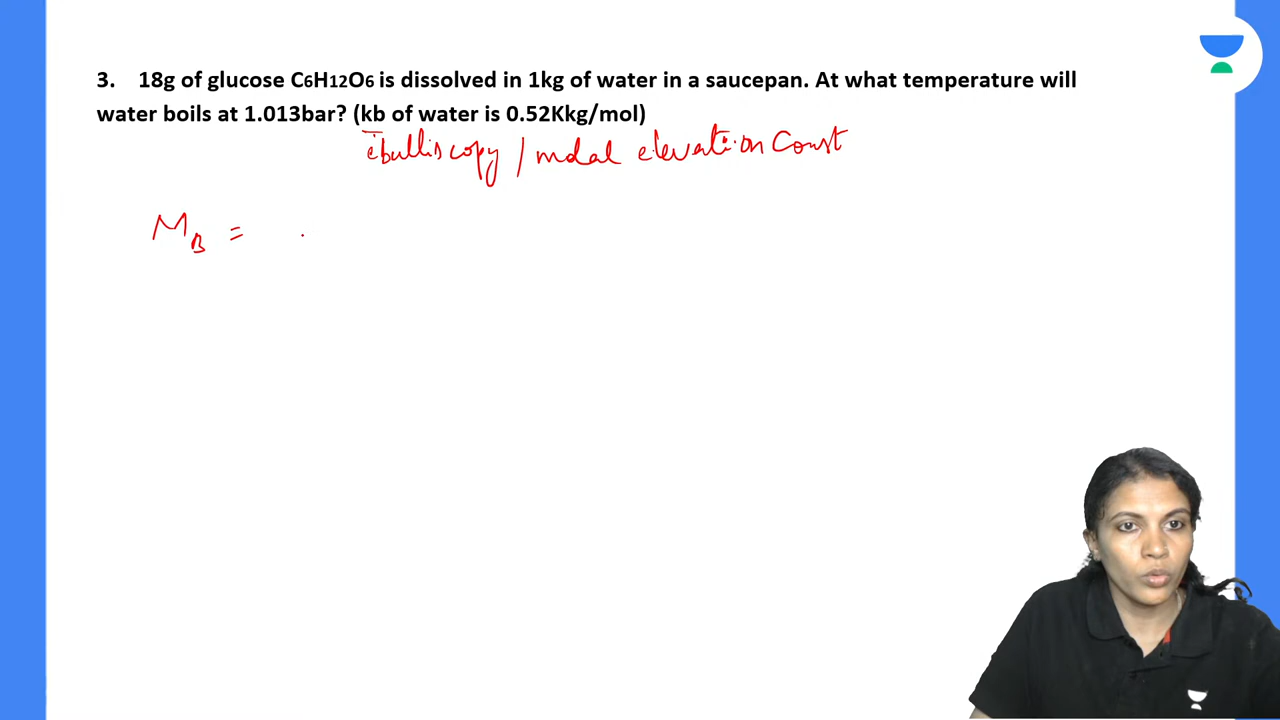 3. 18g of glucose C6H12O6 is dissolved in 1kg of water in a saucepan. At what temperature will
water boils at 1.013bar? (kb of water is 0.52Kkg/mol)
ebulliscopy / molal elevation Const
MB =